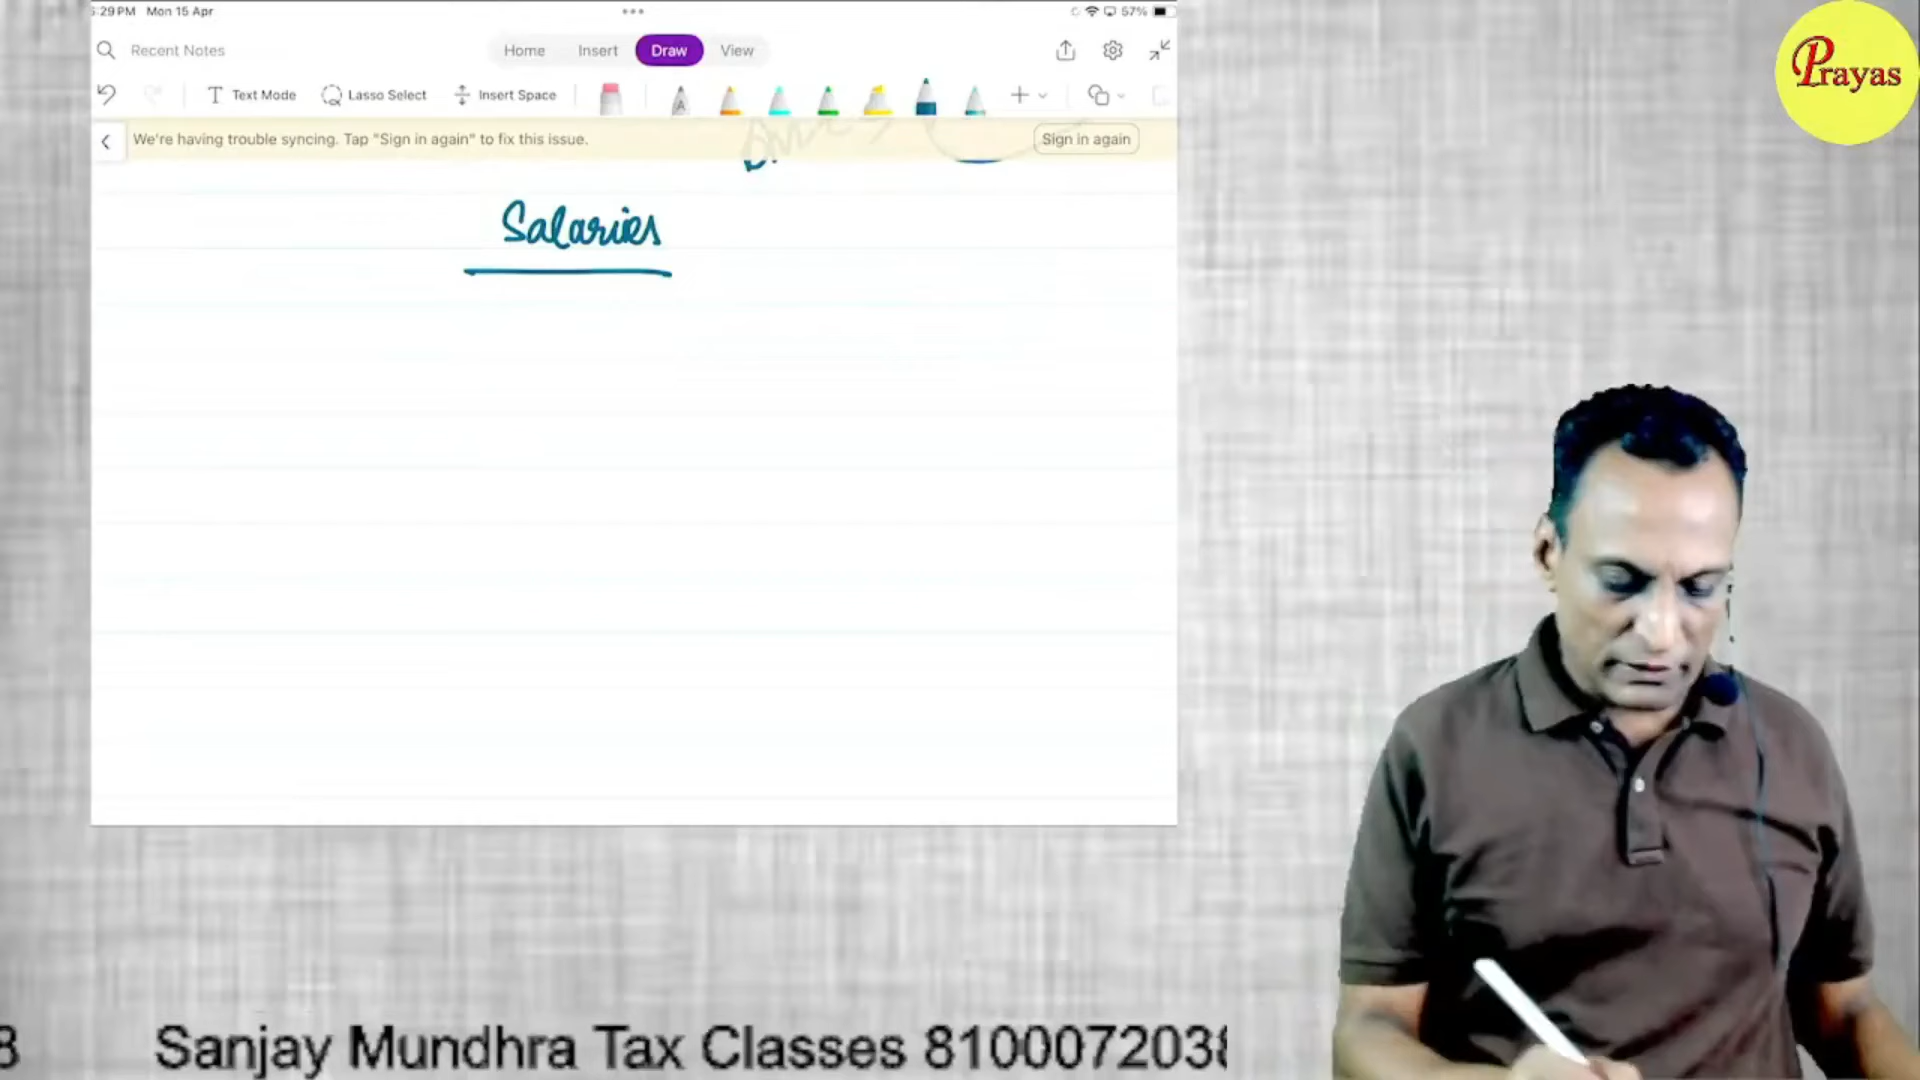 :29 PM Mon 15 Apr
57%
Recent Notes
Home Insert Draw View
Text Mode Lasso Select Insert Space
We're having trouble syncing. Tap "Sign in again" to fix this issue.
Sign in again
Salaries
Prayas
8 Sanjay Mundhra Tax Classes 8100072038